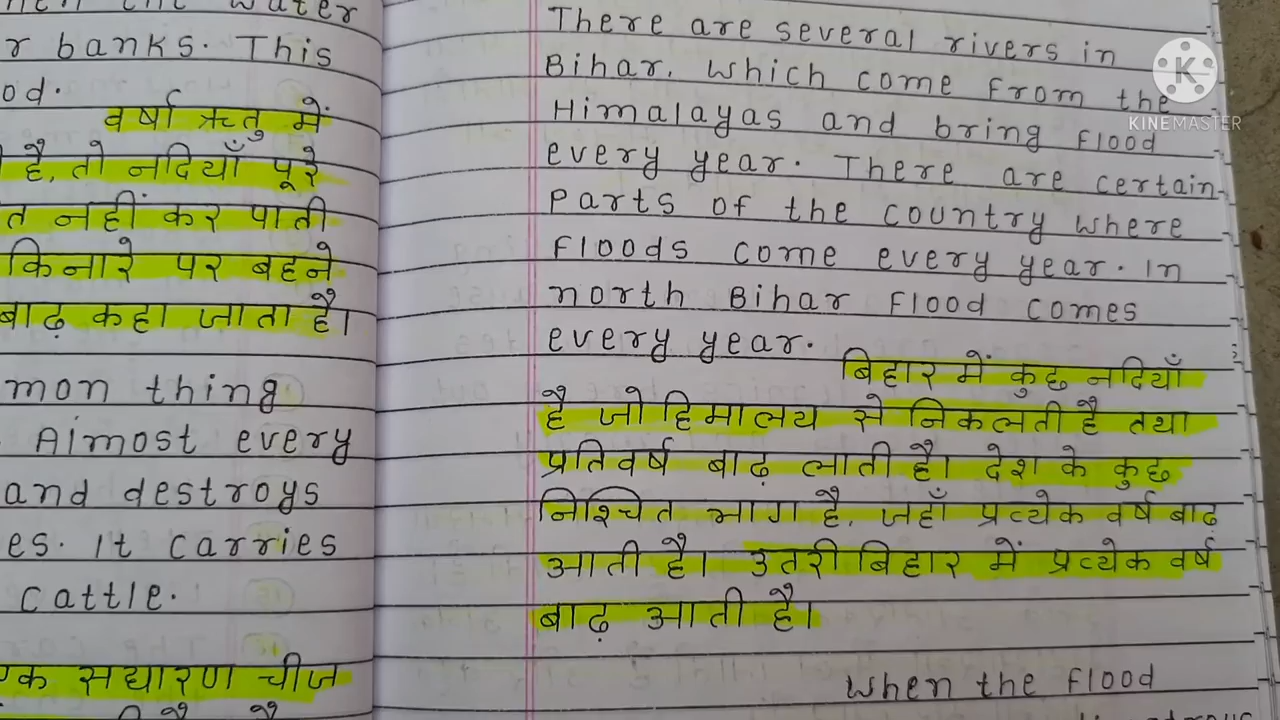 water
r banks. This
od.
वर्षा ऋतु में
है, तो नदियाँ पूरे
त नहीं कर पाती
किनारे पर बहने
बाढ़ कहा जाता है।
mon thing
Almost every
and destroys
es. It carries
cattle.
एक सधारण चीज
There are several rivers in
Bihar. Which come from the
Himalayas and bring flood
every year. There are certain
parts of the country where
floods come every year. In
north Bihar flood comes
every year.
बिहार में कुछ नदियाँ
है जो हिमालय से निकलती है तथा
प्रतिवर्ष बाढ़ लाती है। देश के कुछ
निश्चित भाग है, जहाँ प्रत्येक वर्ष बाढ़
आती है। उतरी बिहार में प्रत्येक वर्ष
बाढ़ आती है।
When the flood
K
KINEMASTER